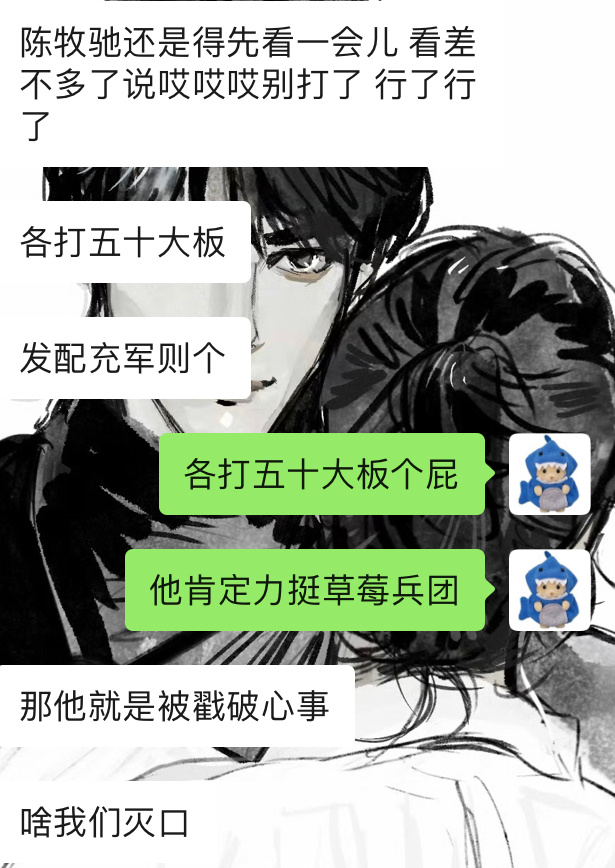 陈牧驰还是得先看一会儿 看差
不多了说哎哎哎别打了 行了行
了
各打五十大板
发配充军则个
各打五十大板个屁
他肯定力挺草莓兵团
那他就是被戳破心事
啥我们灭口